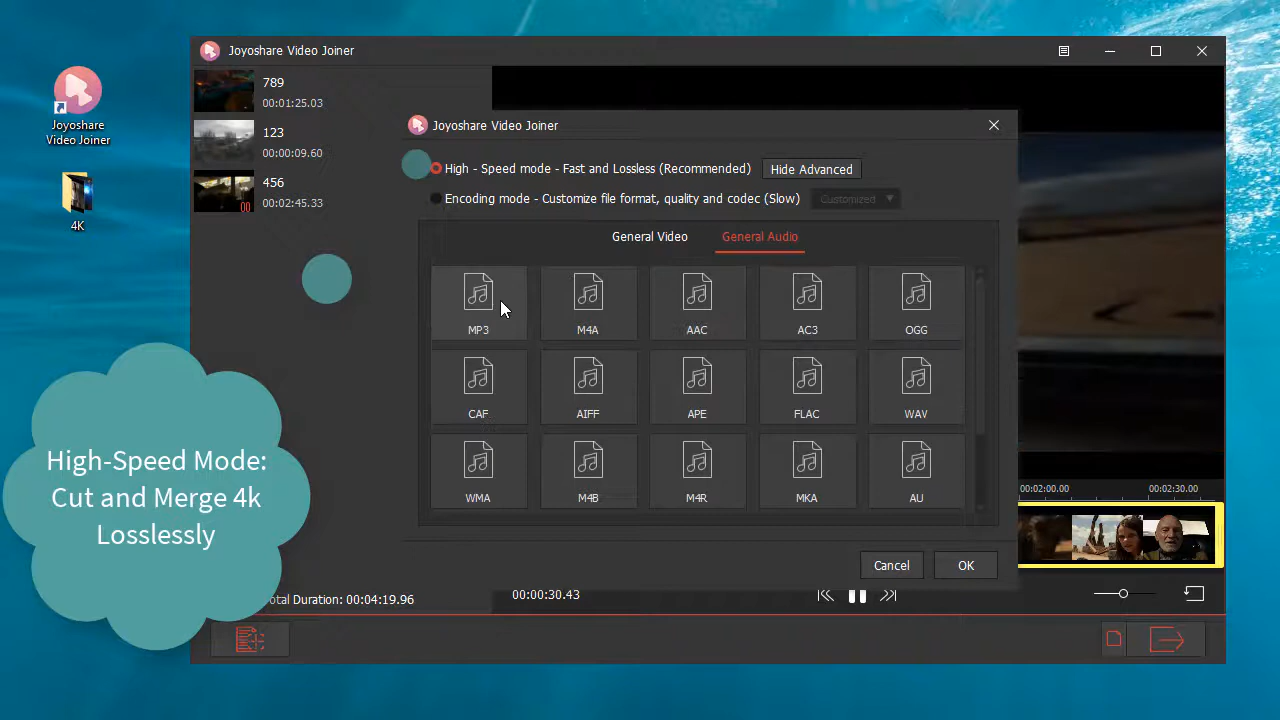 Joyoshare Video Joiner
789
00:01:25.03
123
00:00:09.60
456
00:02:45.33
Joyoshare
Video Joiner
4K
Joyoshare Video Joiner
High - Speed mode - Fast and Lossless (Recommended)
Hide Advanced
Encoding mode - Customize file format, quality and codec (Slow)
Customized
General Video
General Audio
MP3
M4A
AAC
AC3
OGG
CAF
AIFF
APE
FLAC
WAV
WMA
M4B
M4R
MKA
AU
High-Speed Mode:
Cut and Merge 4k
Losslessly
00:02:00.00
00:02:30.00
Cancel
OK
otal Duration: 00:04:19.96
00:00:30.43